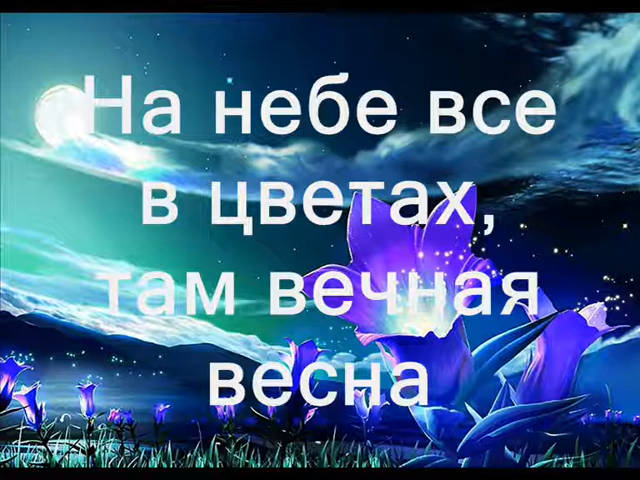 На небе все
в цветах,
там вечная
весна